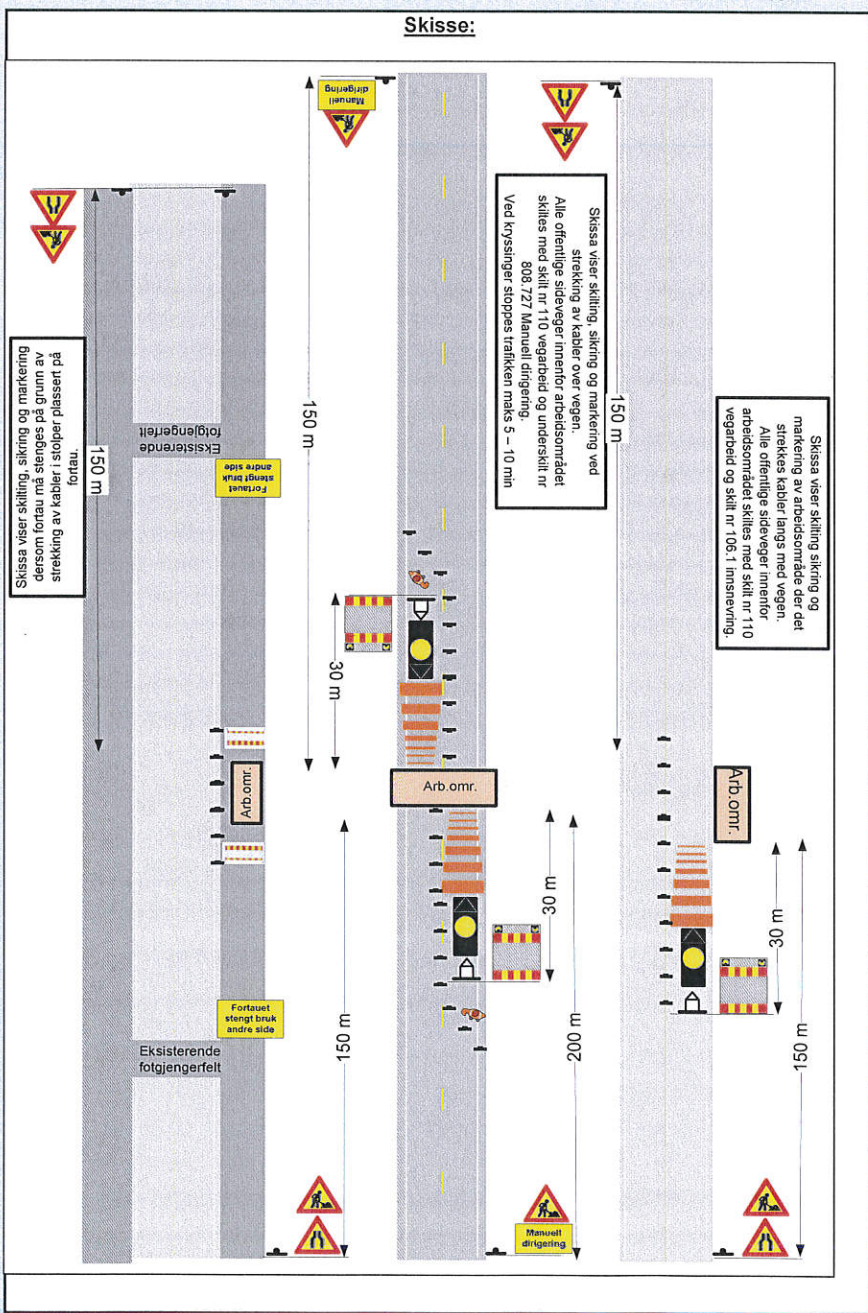 Skisse:
Manuell
dirigering
150 m
Skissa viser skilting, sikring og markering ved
strekking av kabler over vegen.
Alle offentlige sideveger innenfor arbeidsområdet
skiltes med skilt nr 110 vegarbeid og underskilt nr
808.727 Manuell dirigering.
Ved kryssinger stoppes trafikken maks 5 – 10 min
150 m
Skissa viser skilting sikring og
markering av arbeidsområde der det
strekkes kabler langs med vegen.
Alle offentlige sideveger innenfor
arbeidsområdet skiltes med skilt nr 110
vegarbeid og skilt nr 106.1 innsnevring.
Skissa viser skilting, sikring og markering
dersom fortau må stenges på grunn av
strekking av kabler i stolper plassert på
fortau.
150 m
Eksisterende
fotgjengerfelt
Fortauet
stengt bruk
andre side
30 m
Arb.omr.
Arb.omr.
Arb.omr.
30 m
30 m
150 m
200 m
150 m
Fortauet
stengt bruk
andre side
Eksisterende
fotgjengerfelt
Manuell
dirigering